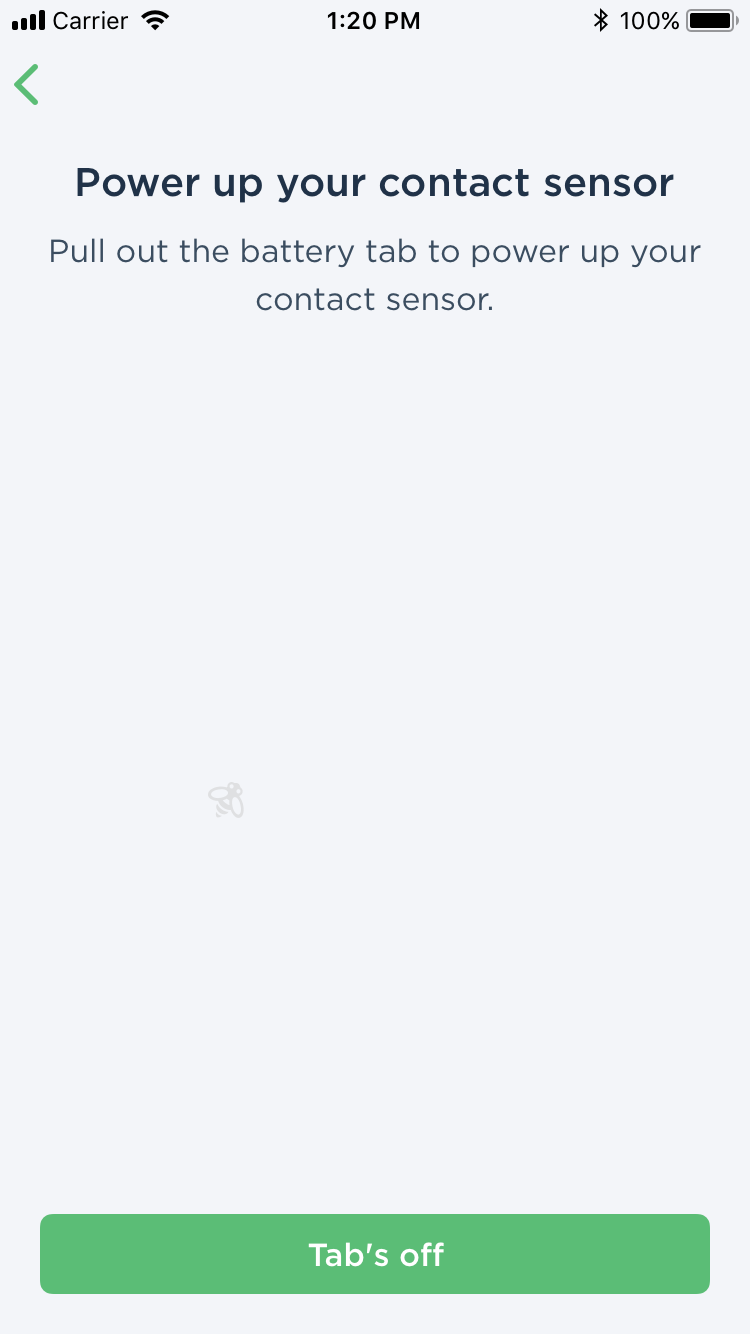 Carrier 1:20 PM 100%
Power up your contact sensor
Pull out the battery tab to power up your
contact sensor.
Tab's off